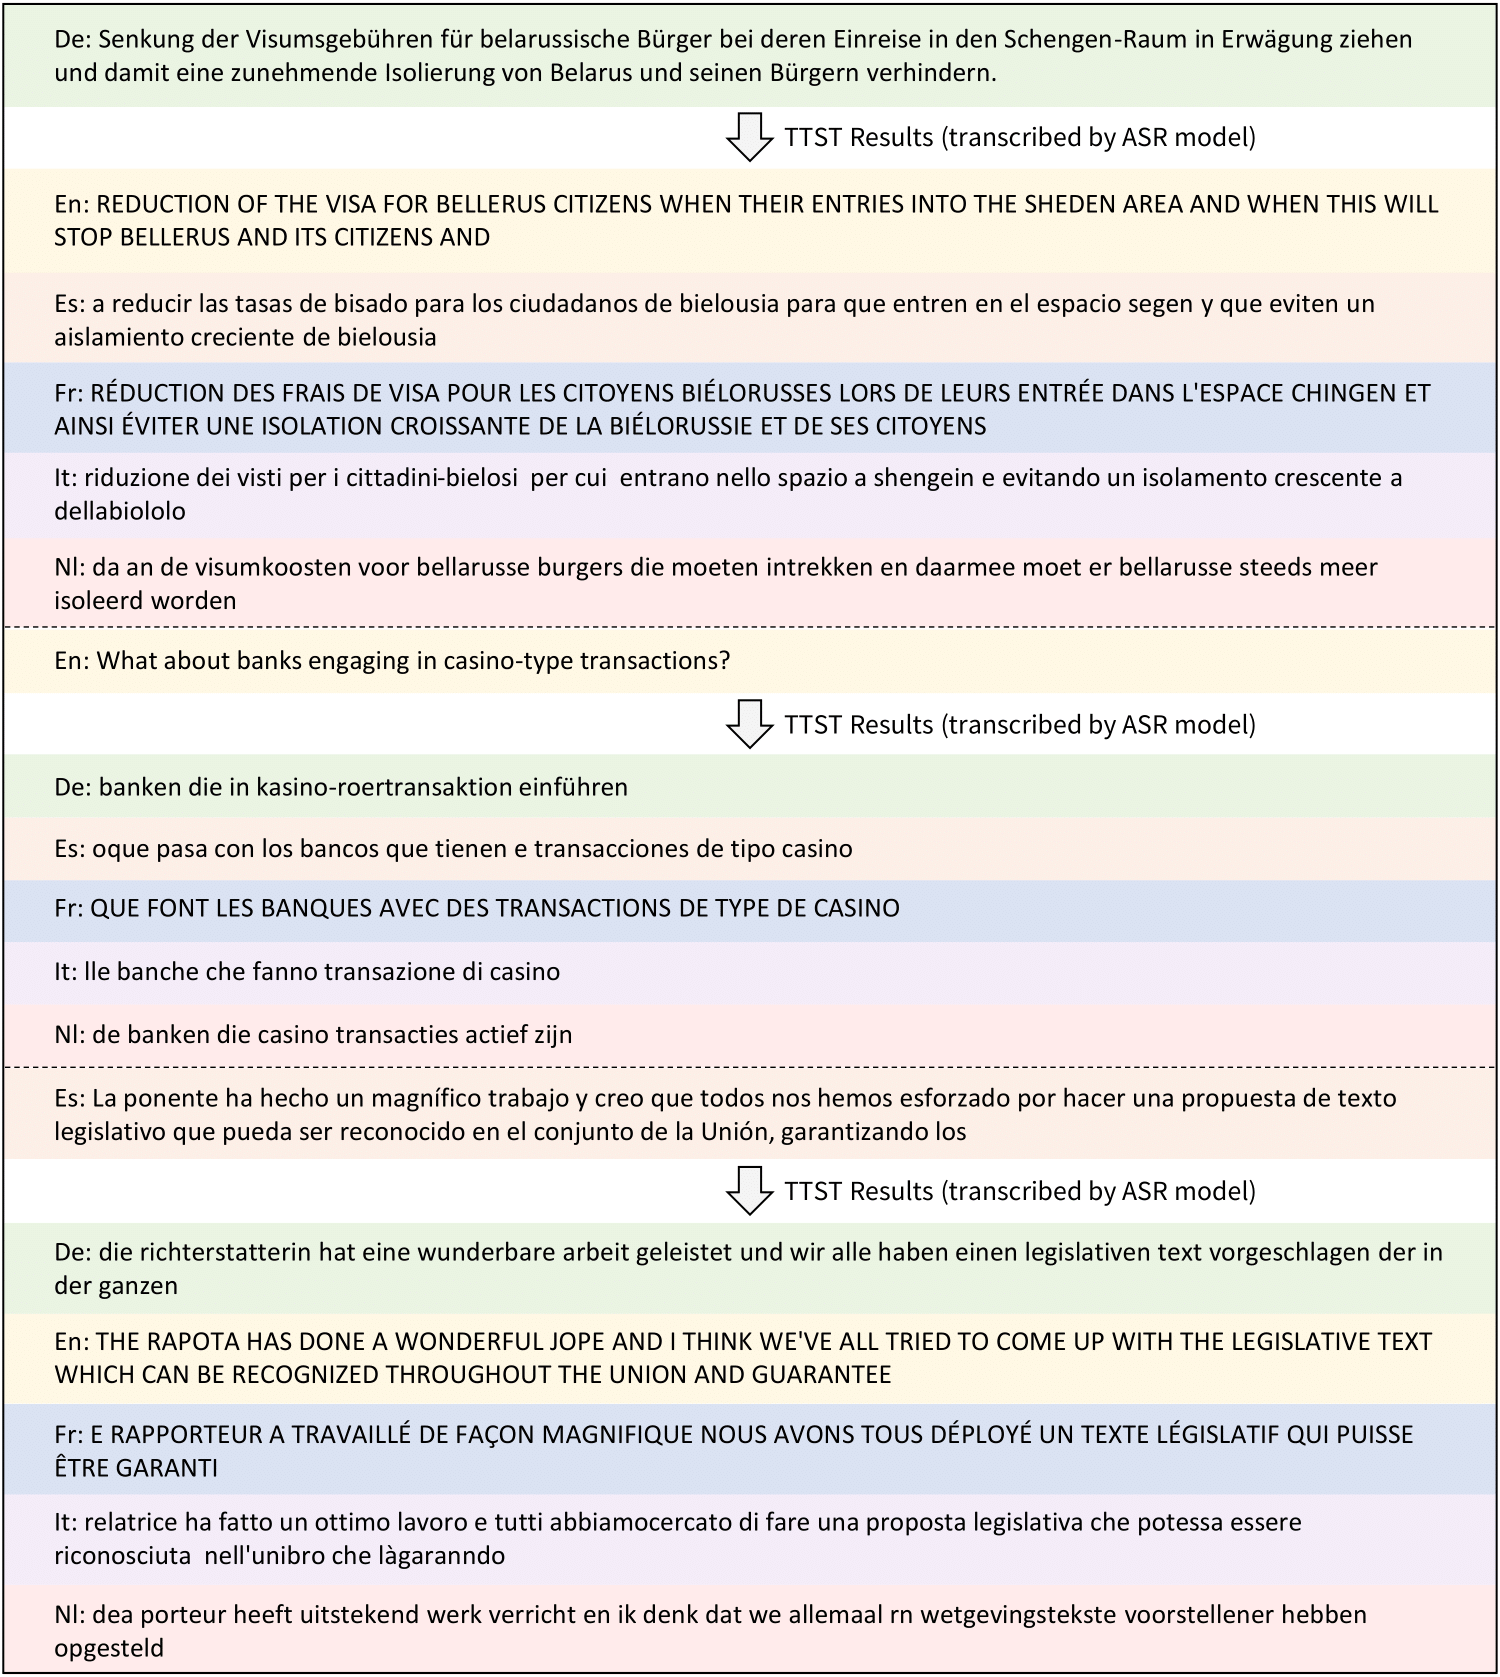 De: Senkung der Visumsgebühren für belarussische Bürger bei deren Einreise in den Schengen-Raum in Erwägung ziehen
und damit eine zunehmende Isolierung von Belarus und seinen Bürgern verhindern.
TTST Results (transcribed by ASR model)
En: REDUCTION OF THE VISA FOR BELLERUS CITIZENS WHEN THEIR ENTRIES INTO THE SHEDEN AREA AND WHEN THIS WILL
STOP BELLERUS AND ITS CITIZENS AND
Es: a reducir las tasas de bisado para los ciudadanos de bielousia para que entren en el espacio segen y que eviten un
aislamiento creciente de bielousia
Fr: RÉDUCTION DES FRAIS DE VISA POUR LES CITOYENS BIÉLORUSSES LORS DE LEURS ENTRÉE DANS L'ESPACE CHINGEN ET
AINSI ÉVITER UNE ISOLATION CROISSANTE DE LA BIÉLORUSSIE ET DE SES CITOYENS
It: riduzione dei visti per i cittadini-bielosi  per cui  entrano nello spazio a shengein e evitando un isolamento crescente a
dellabiololo
Nl: da an de visumkoosten voor bellarusse burgers die moeten intrekken en daarmee moet er bellarusse steeds meer
isoleerd worden
En: What about banks engaging in casino-type transactions?
TTST Results (transcribed by ASR model)
De: banken die in kasino-roertransaktion einführen
Es: oque pasa con los bancos que tienen e transacciones de tipo casino
Fr: QUE FONT LES BANQUES AVEC DES TRANSACTIONS DE TYPE DE CASINO
It: lle banche che fanno transazione di casino
Nl: de banken die casino transacties actief zijn
Es: La ponente ha hecho un magnífico trabajo y creo que todos nos hemos esforzado por hacer una propuesta de texto
legislativo que pueda ser reconocido en el conjunto de la Unión, garantizando los
TTST Results (transcribed by ASR model)
De: die richterstatterin hat eine wunderbare arbeit geleistet und wir alle haben einen legislativen text vorgeschlagen der in
der ganzen
En: THE RAPOTA HAS DONE A WONDERFUL JOPE AND I THINK WE'VE ALL TRIED TO COME UP WITH THE LEGISLATIVE TEXT
WHICH CAN BE RECOGNIZED THROUGHOUT THE UNION AND GUARANTEE
Fr: E RAPPORTEUR A TRAVAILLÉ DE FAÇON MAGNIFIQUE NOUS AVONS TOUS DÉPLOYÉ UN TEXTE LÉGISLATIF QUI PUISSE
ÊTRE GARANTI
It: relatrice ha fatto un ottimo lavoro e tutti abbiamocercato di fare una proposta legislativa che potessa essere
riconosciuta  nell'unibro che làgaranndo
Nl: dea porteur heeft uitstekend werk verricht en ik denk dat we allemaal rn wetgevingstekste voorstellener hebben
opgesteld